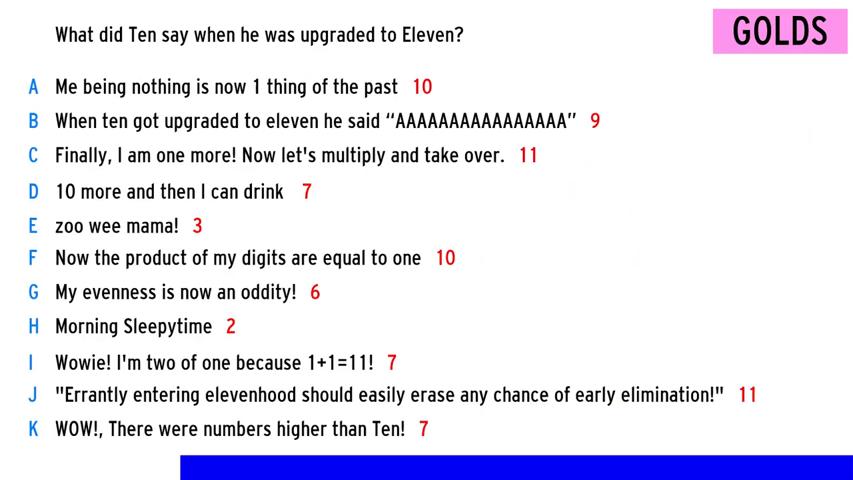 What did Ten say when he was upgraded to Eleven?
GOLDS
A Me being nothing is now 1 thing of the past 10
B When ten got upgraded to eleven he said “AAAAAAAAAAAAAAAA” 9
C Finally, I am one more! Now let's multiply and take over. 11
D 10 more and then I can drink 7
E zoo wee mama! 3
F Now the product of my digits are equal to one 10
G My evenness is now an oddity! 6
H Morning Sleepytime 2
I Wowie! I'm two of one because 1+1=11! 7
J "Errantly entering elevenhood should easily erase any chance of early elimination!" 11
K WOW!, There were numbers higher than Ten! 7